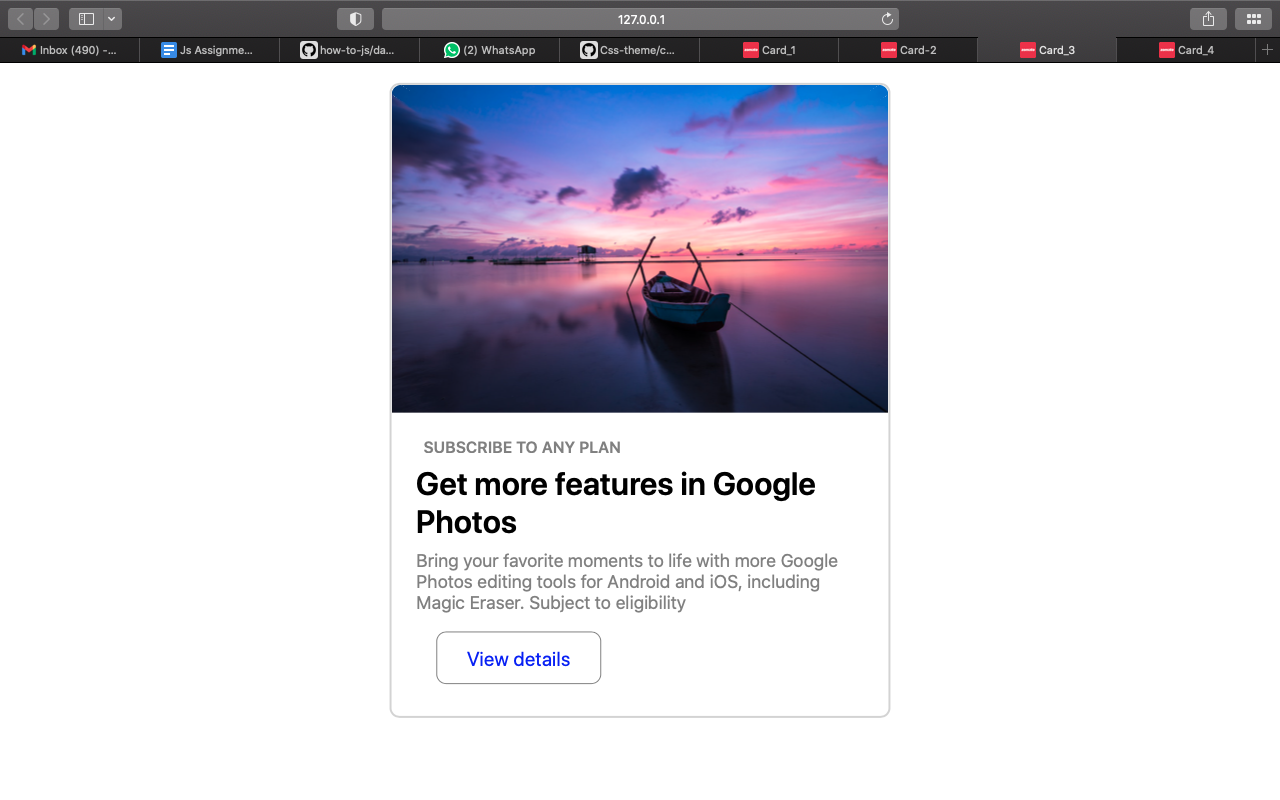 127.0.0.1
Inbox (490) -...
Js Assignme...
how-to-js/da...
(2) WhatsApp
Css-theme/c...
Card_1
Card-2
Card_3
Card_4
SUBSCRIBE TO ANY PLAN
Get more features in Google
Photos
Bring your favorite moments to life with more Google
Photos editing tools for Android and iOS, including
Magic Eraser. Subject to eligibility
View details